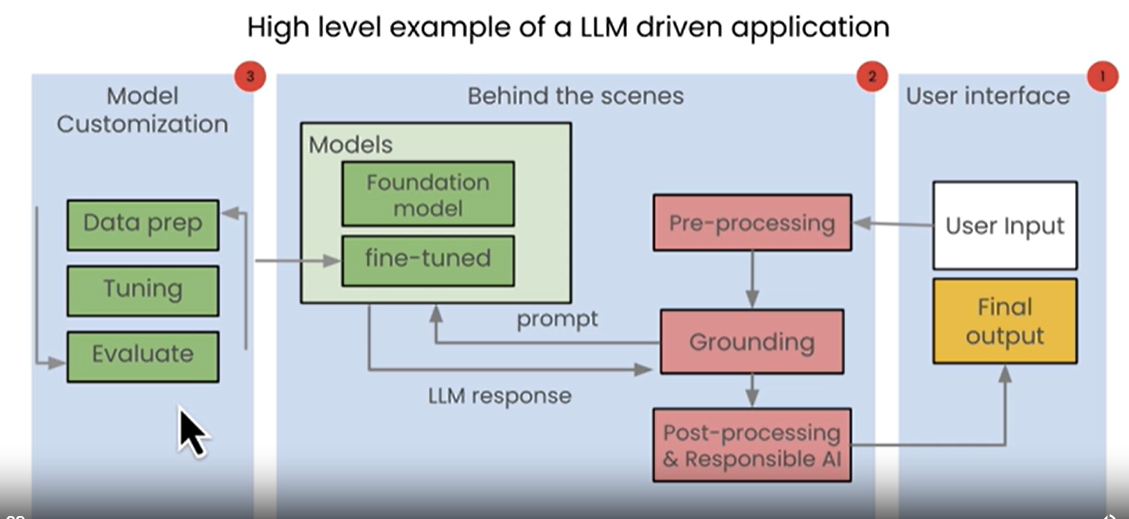 High level example of a LLM driven application
3
Model
Customization
Data prep
Tuning
Evaluate
2
Behind the scenes
Models
Foundation
model
fine-tuned
prompt
LLM response
Pre-processing
Grounding
Post-processing
& Responsible AI
1
User interface
User Input
Final
output